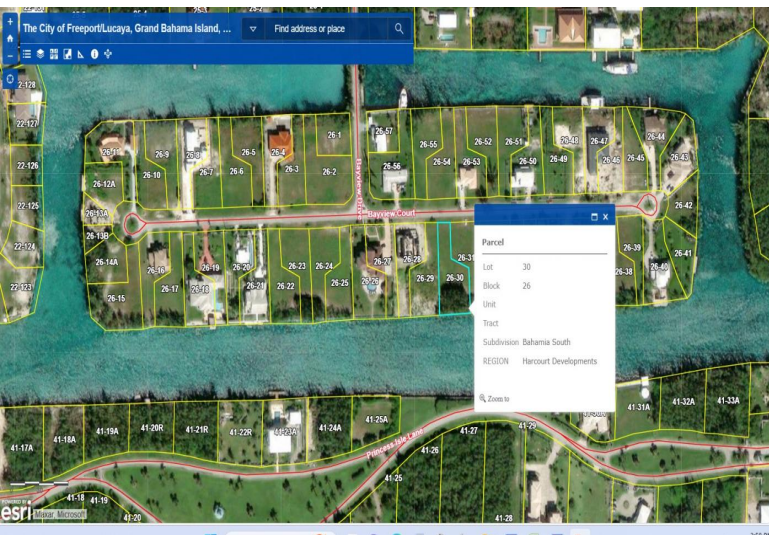 The City of Freeport/Lucaya, Grand Bahama Island, ...
Find address or place
22-128
22-127
22-126
22-125
22-124
22-123
26-11
26-9
26-8
26-10
26-7
26-5
26-6
26-4
26-3
26-1
26-2
26-57
26-56
26-55
26-54
26-52
26-53
26-51
26-50
26-48
26-49
26-47
26-46
26-45
26-44
26-43
26-42
26-12A
26-13A
26-13B
26-14A
26-15
Bayview Court
26-16
26-17
26-19
26-18
26-20
26-21
26-23
26-22
26-24
26-25
26-27
26-26
26-28
26-29
26-30
26-39
26-38
26-40
26-41
Parcel
Lot 30
Block 26
Unit
Tract
Subdivision Bahamia South
REGION Harcourt Developments
Zoom to
41-17A
41-18A
41-19A
41-20R
41-21R
41-22R
41-23A
41-24A
41-25A
41-31A
41-32A
41-33A
Princess Isle Lane
41-27
41-29
41-26
41-25
41-28
41-18
41-19
41-20
POWERED BY
esri
Maxar, Microsoft